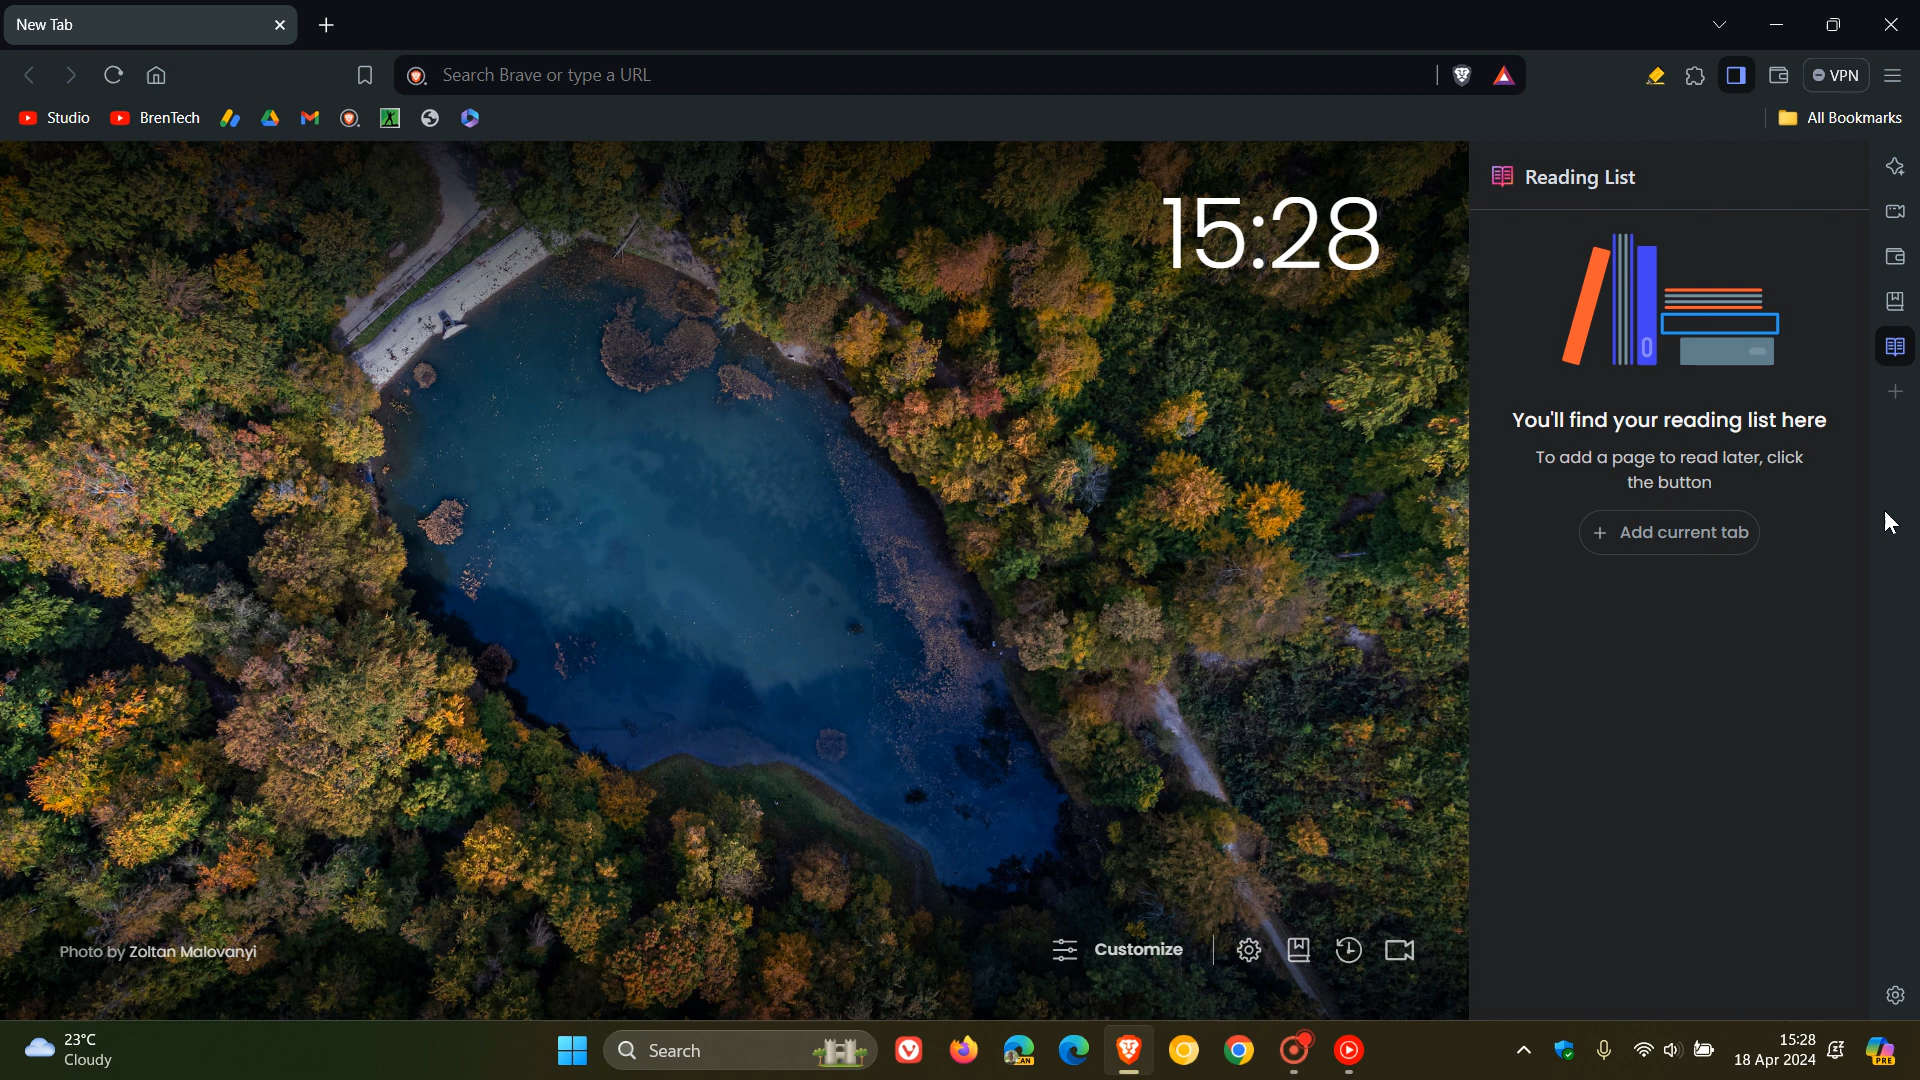 New Tab
Search Brave or type a URL
VPN
Studio
BrenTech
All Bookmarks
Reading List
15:28
You'll find your reading list here
To add a page to read later, click
the button
+ Add current tab
Photo by Zoltan Malovanyi
Customize
23°C
Cloudy
Search
CAN
15:28
18 Apr 2024
PRE